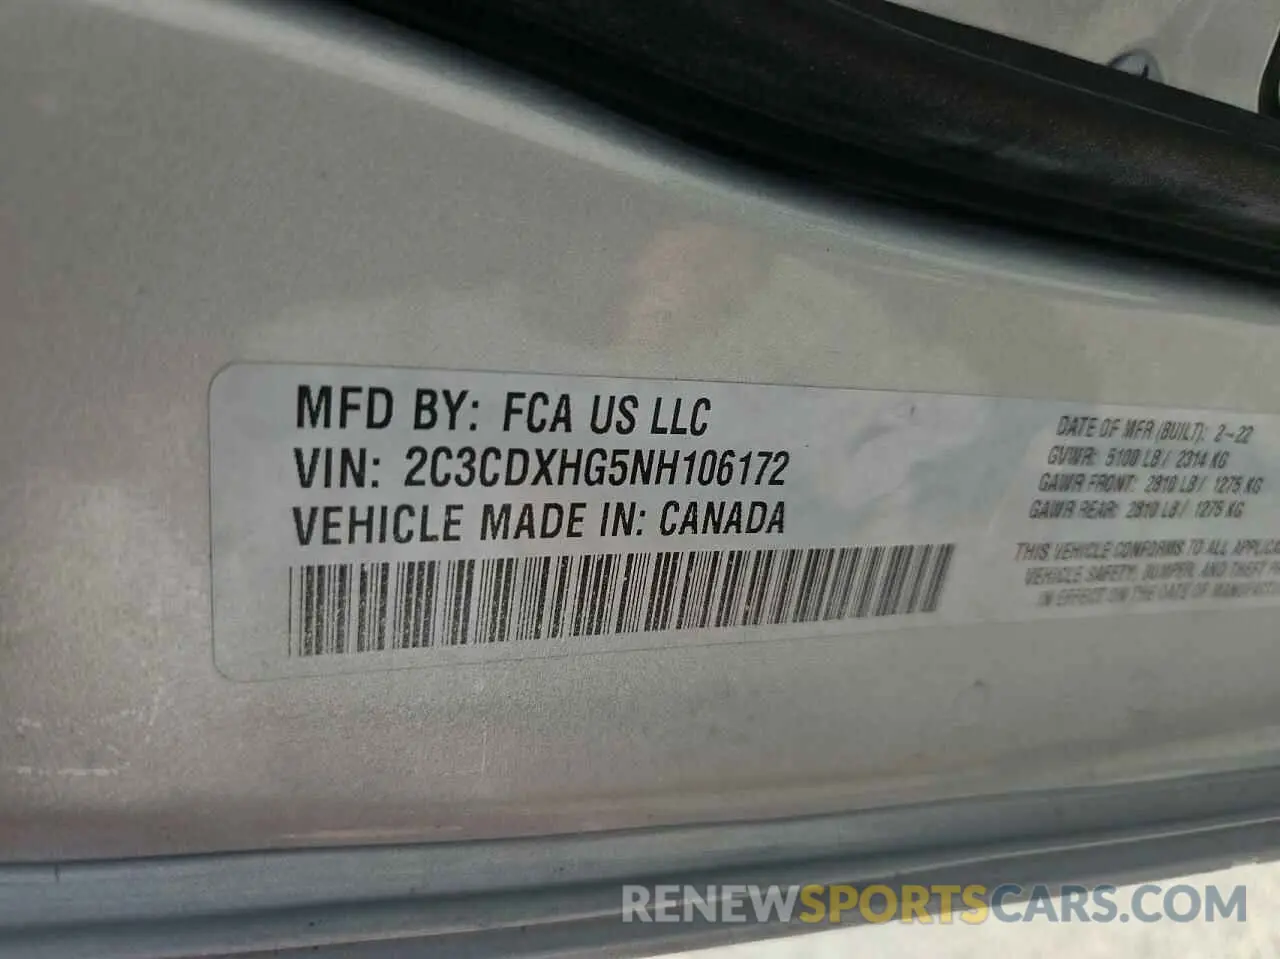 MFD BY: FCA US LLC
VIN: 2C3CDXHG5NH106172
VEHICLE MADE IN: CANADA
DATE OF MFR (BUILT): 2-22
GVWR: 5100 LB / 2314 KG
GAWR FRONT: 2810 LB / 1275 KG
GAWR REAR: 2810 LB / 1275 KG
THIS VEHICLE CONFORMS TO ALL APPLICA
VEHICLE SAFETY, BUMPER, AND THEFT
IN EFFECT ON THE DATE OF
RENEWSPORTSCARS.COM